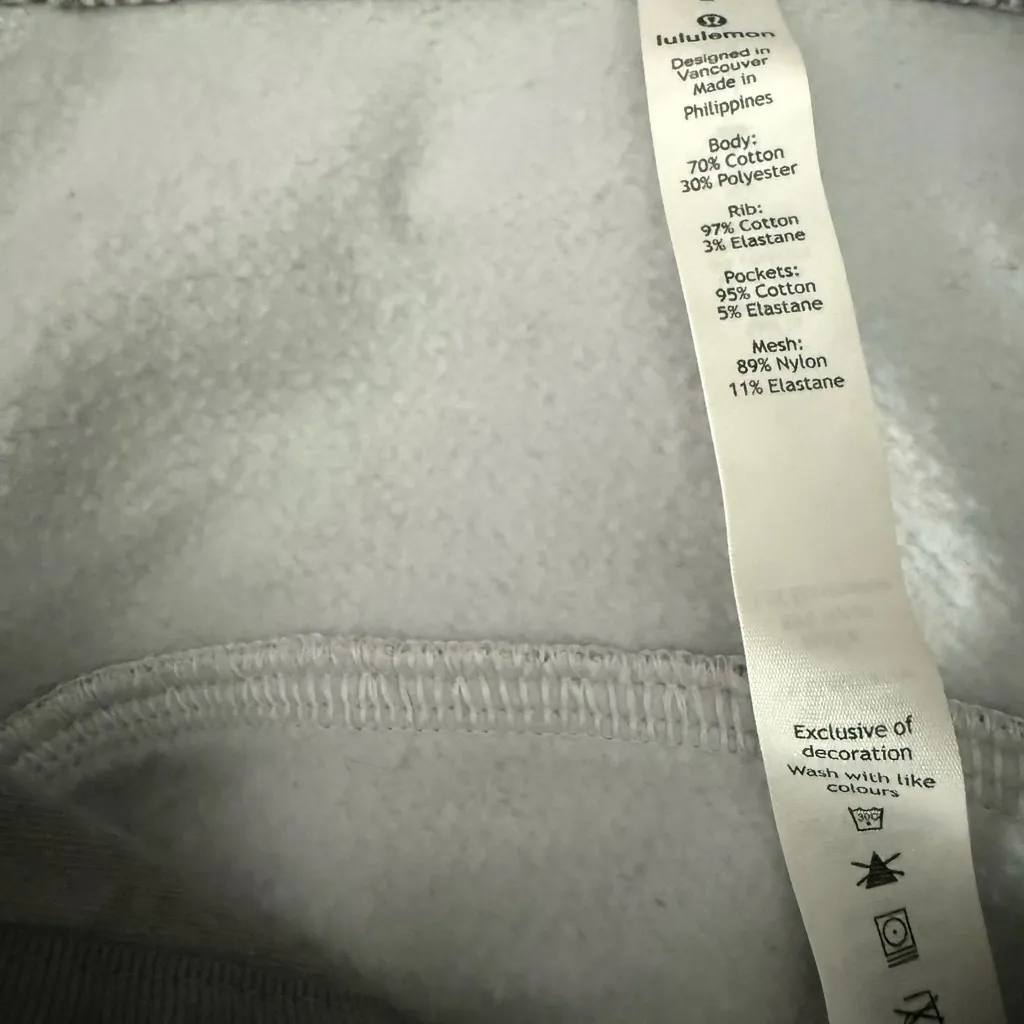 lululemon
Designed in
Vancouver
Made in
Philippines
Body:
70% Cotton
30% Polyester
Rib:
97% Cotton
3% Elastane
Pockets:
95% Cotton
5% Elastane
Mesh:
89% Nylon
11% Elastane
Exclusive of
decoration
Wash with like
colours
30C